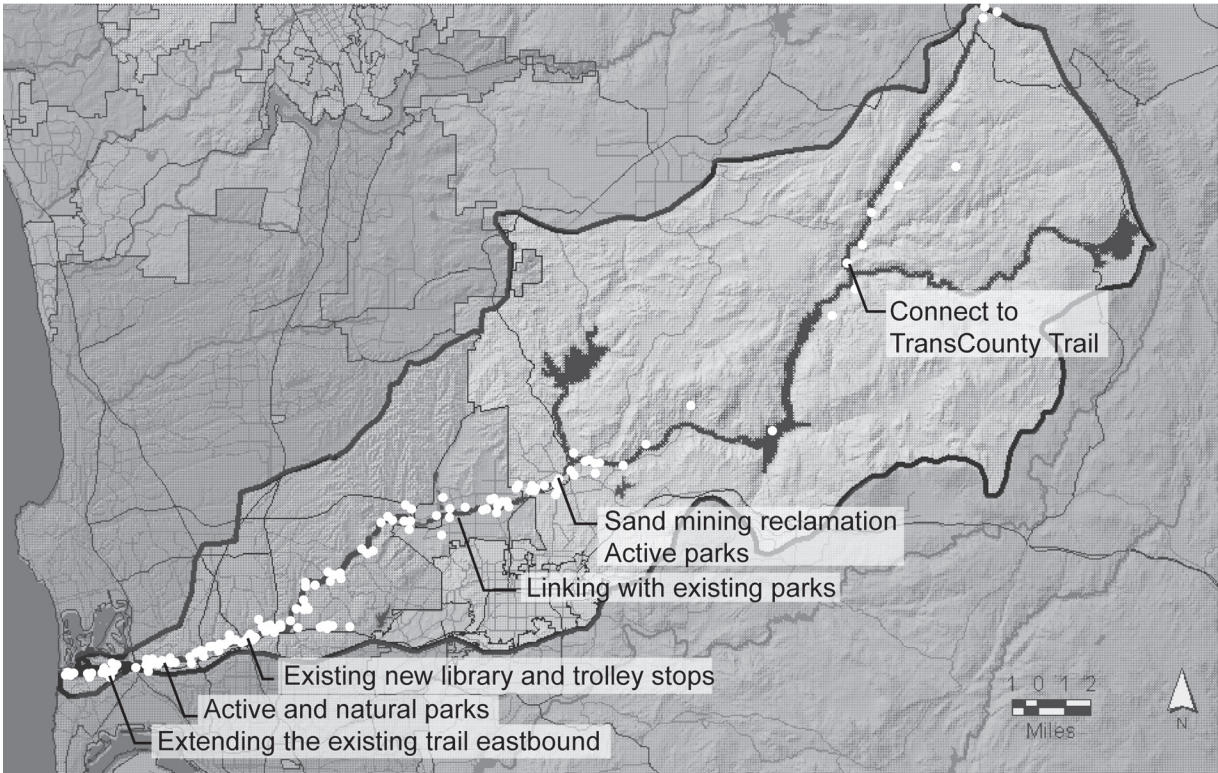 Connect to
TransCounty Trail
Sand mining reclamation
Active parks
Linking with existing parks
Existing new library and trolley stops
Active and natural parks
Extending the existing trail eastbound
1 0 1 2
Miles
N